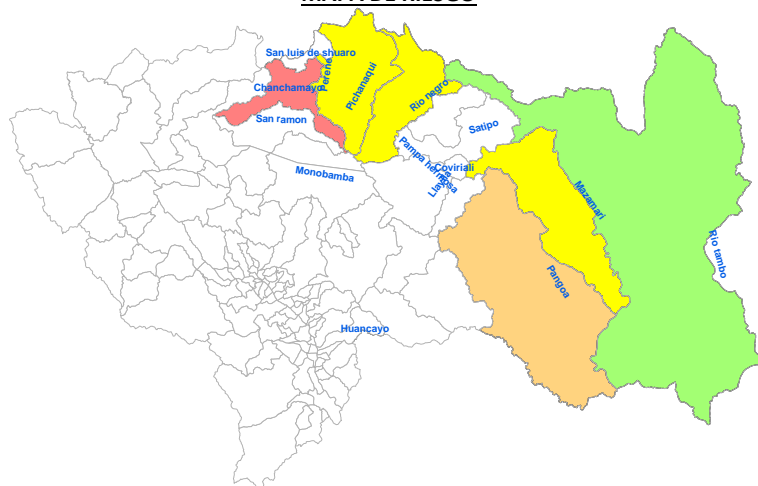 San luis de shuaro
Perene
Chanchamayo
Pichanaqui
Rio negro
San ramon
Satipo
Monobamba
Pampa hermosa
Coviriali
Mazamari
Rio tambo
Pangoa
Huancayo